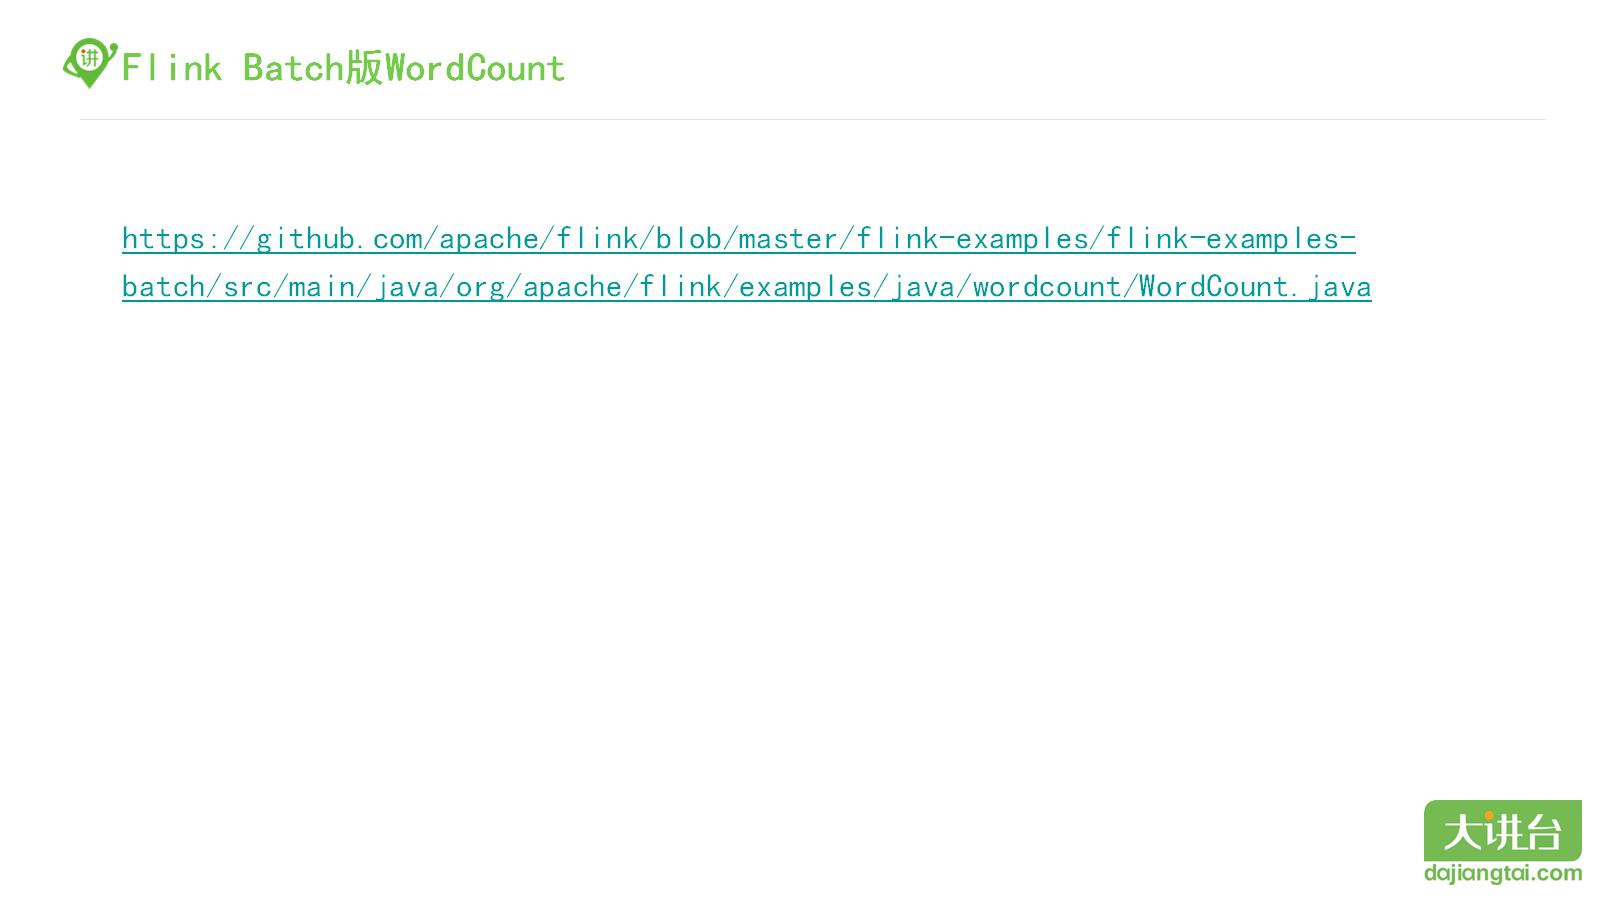 讲
Flink Batch版WordCount
https://github.com/apache/flink/blob/master/flink-examples/flink-examples-
batch/src/main/java/org/apache/flink/examples/java/wordcount/WordCount.java
大讲台
dajiangtai.com